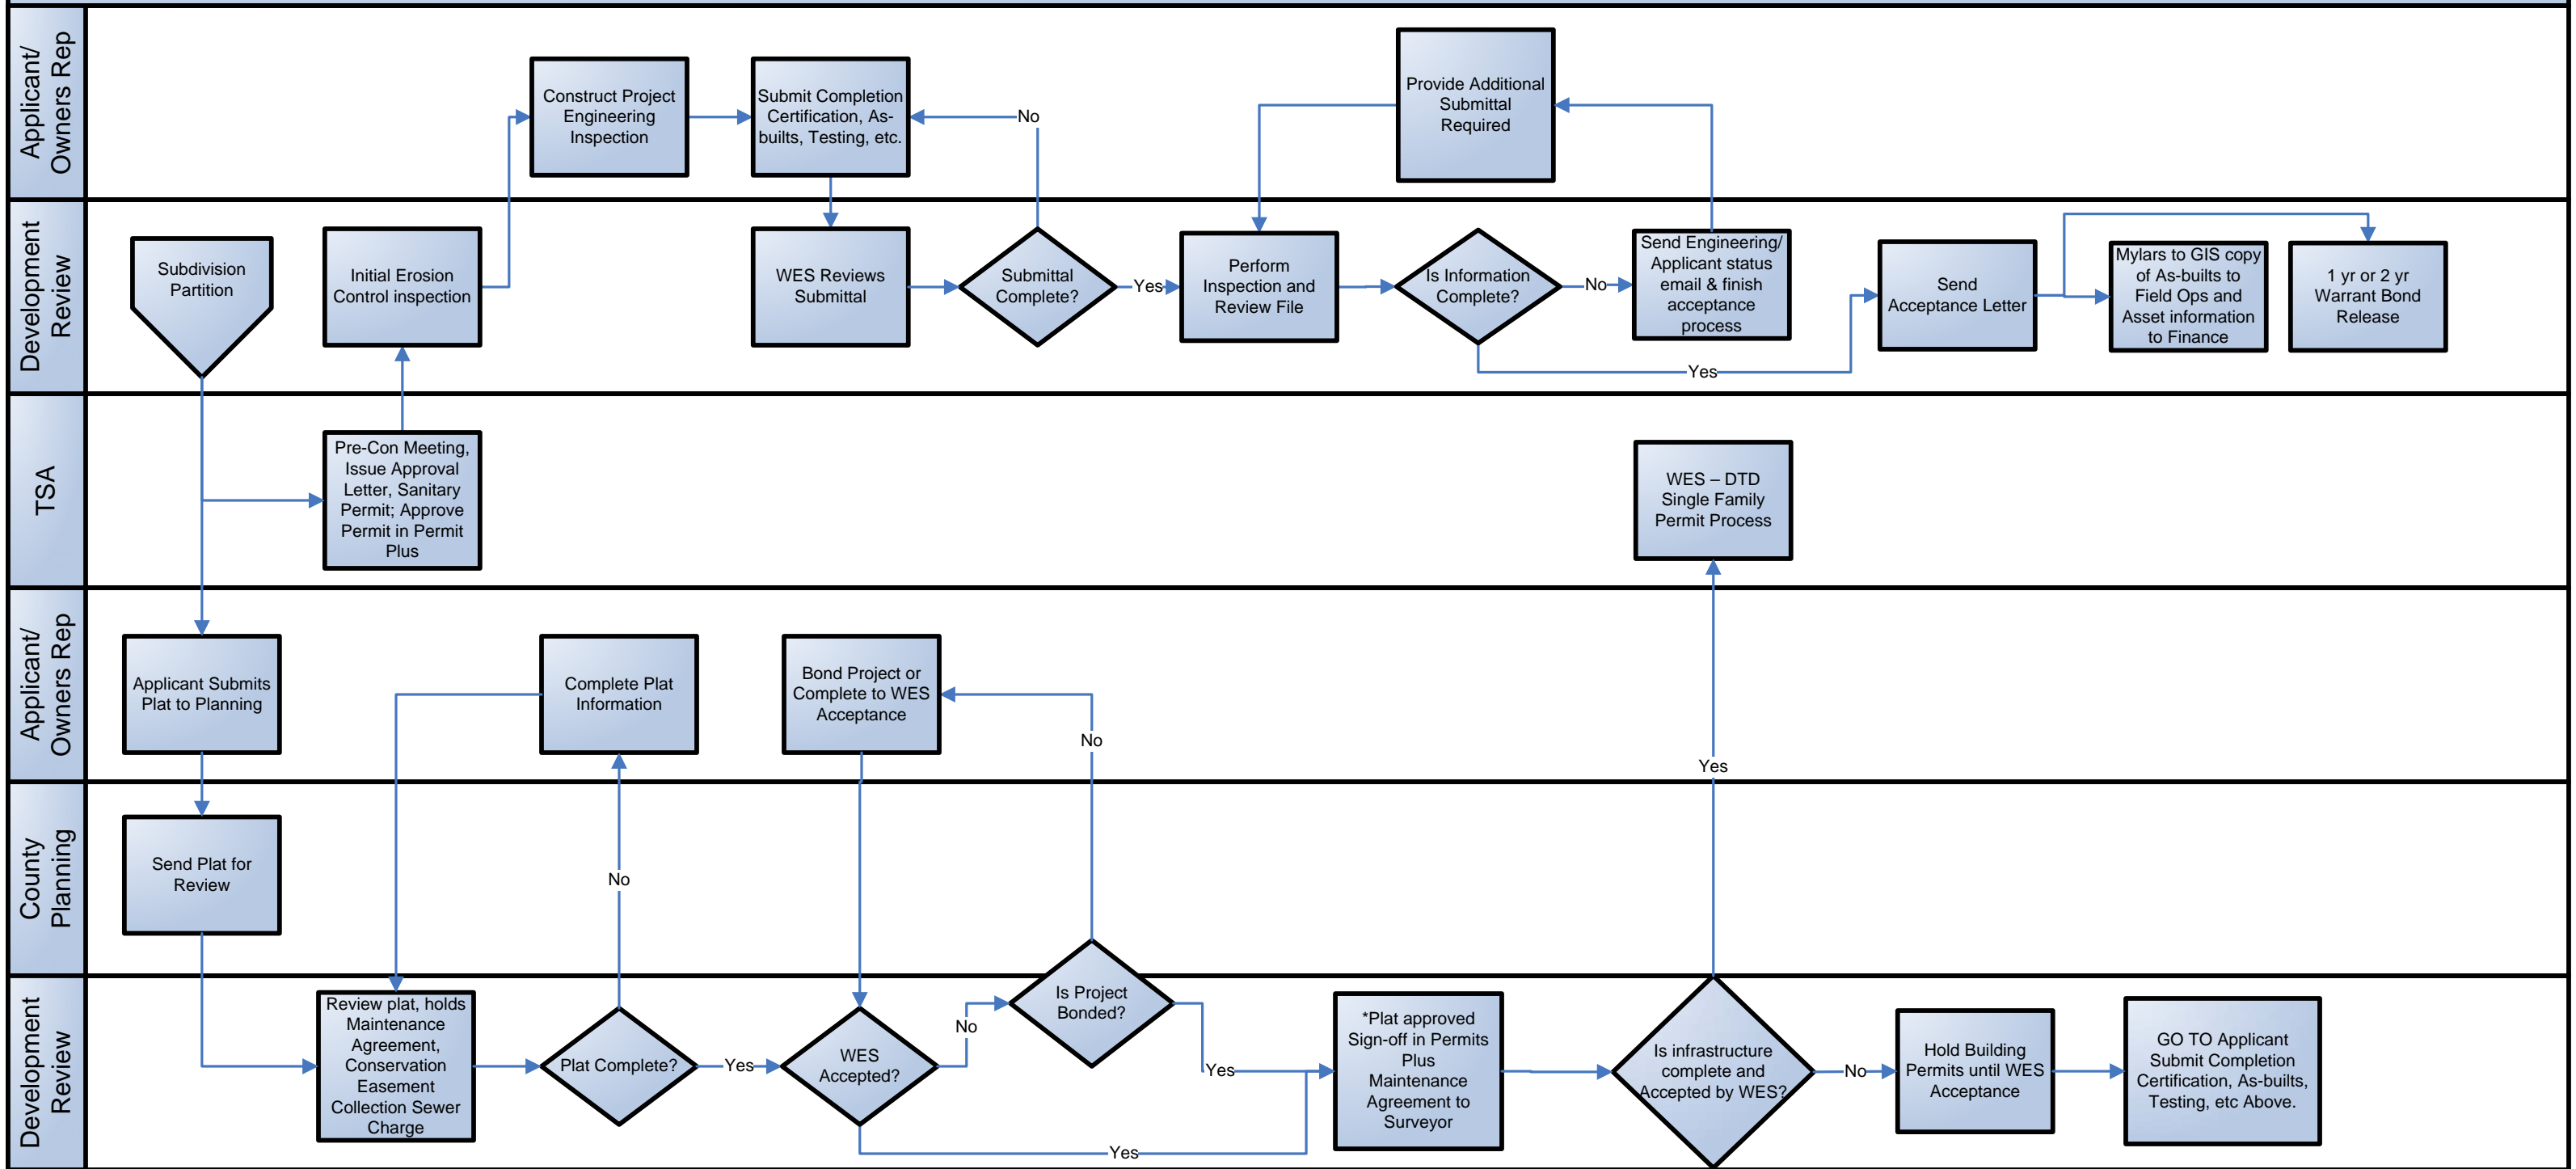 Applicant/
Owners Rep
Construct Project
Engineering
Inspection
Submit Completion
Certification, As-
builts, Testing, etc.
No
Provide Additional
Submittal
Required
Development
Review
Subdivision
Partition
Initial Erosion
Control inspection
WES Reviews
Submittal
Submittal
Complete?
Yes
Perform
Inspection and
Review File
Is Information
Complete?
No
Send Engineering/
Applicant status
email & finish
acceptance
process
Yes
Send
Acceptance Letter
Mylars to GIS copy
of As-builts to
Field Ops and
Asset information
to Finance
1 yr or 2 yr
Warrant Bond
Release
TSA
Pre-Con Meeting,
Issue Approval
Letter, Sanitary
Permit; Approve
Permit in Permit
Plus
WES – DTD
Single Family
Permit Process
Applicant/
Owners Rep
Applicant Submits
Plat to Planning
Complete Plat
Information
Bond Project or
Complete to WES
Acceptance
No
Yes
County
Planning
Send Plat for
Review
No
Development
Review
Review plat, holds
Maintenance
Agreement,
Conservation
Easement
Collection Sewer
Charge
Plat Complete?
Yes
WES
Accepted?
No
Is Project
Bonded?
Yes
Yes
*Plat approved
Sign-off in Permits
Plus
Maintenance
Agreement to
Surveyor
Is infrastructure
complete and
Accepted by WES?
No
Hold Building
Permits until WES
Acceptance
GO TO Applicant
Submit Completion
Certification, As-builts,
Testing, etc Above.